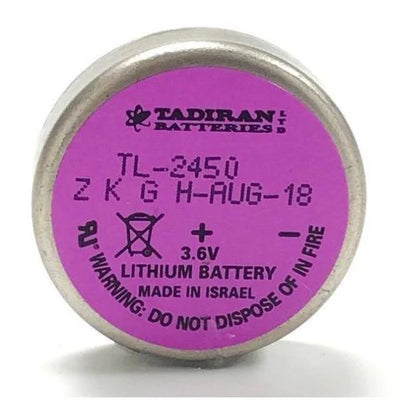 TADIRAN LTD
BATTERIES
TL-2450
Z K G H-AUG-18
+ -
3.6V
LITHIUM BATTERY
MADE IN ISRAEL
WARNING: DO NOT DISPOSE OF IN FIRE